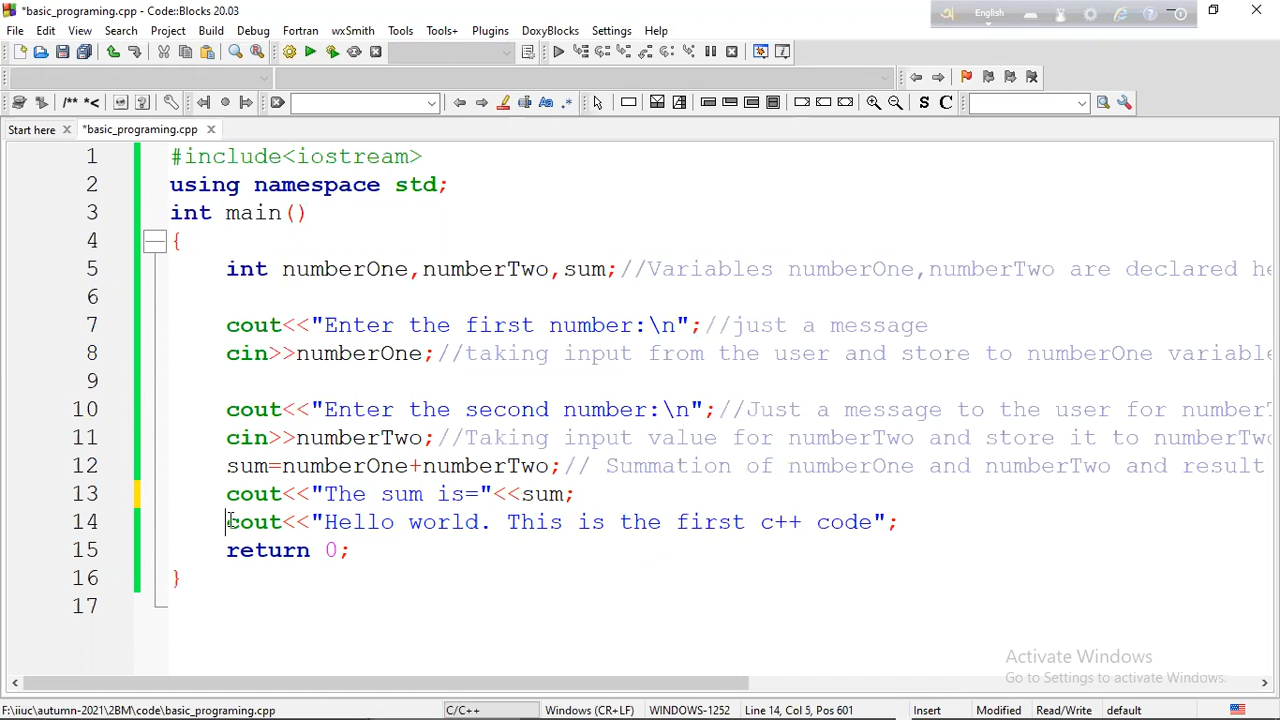 *basic_programing.cpp - Code::Blocks 20.03
English
File Edit View Search Project Build Debug Fortran wxSmith Tools Tools+ Plugins DoxyBlocks Settings Help
/** *< Aa .* S C
Start here *basic_programing.cpp
1 #include<iostream>
2 using namespace std;
3 int main()
4 {
5 int numberOne,numberTwo,sum;//Variables numberOne,numberTwo are declared he
6
7 cout<<"Enter the first number:\n";//just a message
8 cin>>numberOne;//taking input from the user and store to numberOne variable
9
10 cout<<"Enter the second number:\n";//Just a message to the user for number
11 cin>>numberTwo;//Taking input value for numberTwo and store it to numberTwo
12 sum=numberOne+numberTwo;// Summation of numberOne and numberTwo and result
13 cout<<"The sum is="<<sum;
14 cout<<"Hello world. This is the first c++ code";
15 return 0;
16 }
17
Activate Windows
Go to Settings to activate Windows.
F:\iiuc\autumn-2021\2BM\code\basic_programing.cpp C/C++ Windows (CR+LF) WINDOWS-1252 Line 14, Col 5, Pos 601 Insert Modified Read/Write default